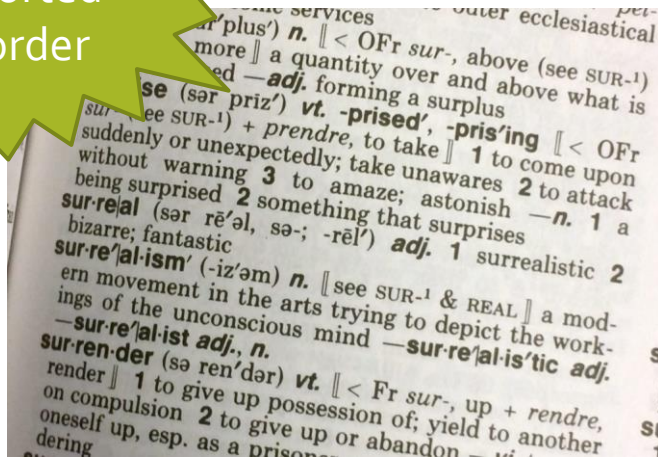 orted
order
services
to outer ecclesiastical
plus′) n. ⟦ < OFr sur-, above (see SUR-¹)
more ⟧ a quantity over and above what is
ed —adj. forming a surplus
se (sər prīz′) vt. -prised′, -pris′ing ⟦ < OFr
sur- see SUR-¹) + prendre, to take ⟧ 1 to come upon
suddenly or unexpectedly; take unawares 2 to attack
without warning 3 to amaze; astonish —n. 1 a
being surprised 2 something that surprises
sur·re|al (sər rē′əl, sə-; -rēl′) adj. 1 surrealistic 2
bizarre; fantastic
sur·re′|al·ism′ (-iz′əm) n. ⟦ see SUR-¹ & REAL ⟧ a mod-
ern movement in the arts trying to depict the work-
ings of the unconscious mind —sur·re′|al·is′tic adj.
—sur·re′|al·ist adj., n.
sur·ren·der (sə ren′dər) vt. ⟦ < Fr sur-, up + rendre,
render ⟧ 1 to give up possession of; yield to another
on compulsion 2 to give up or abandon —vi.
oneself up, esp. as a prisoner
dering